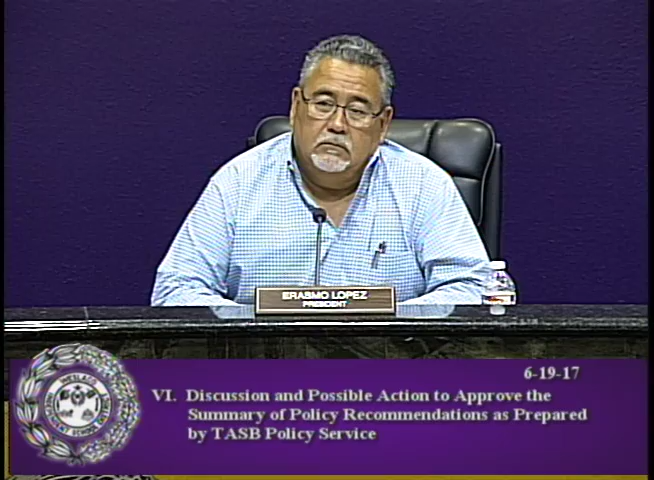 ERASMO LOPEZ
PRESIDENT
6-19-17
VI. Discussion and Possible Action to Approve the
Summary of Policy Recommendations as Prepared
by TASB Policy Service
WESLACO